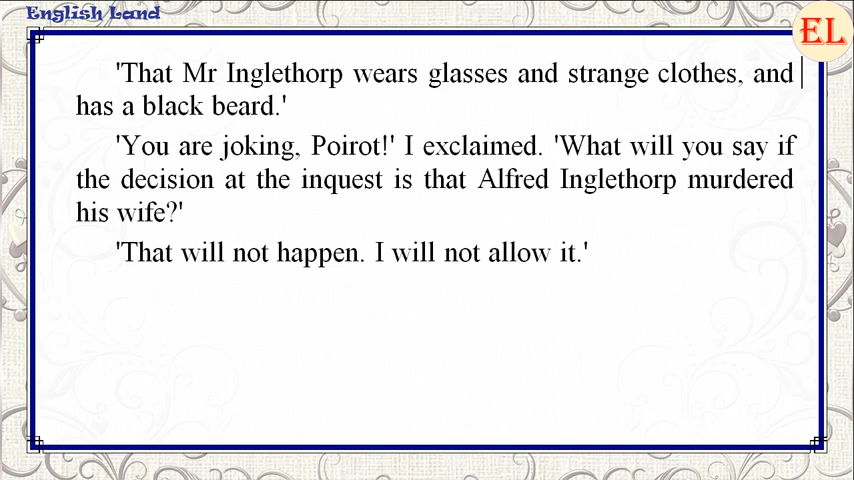 English Land
EL
'That Mr Inglethorp wears glasses and strange clothes, and
has a black beard.'
'You are joking, Poirot!' I exclaimed. 'What will you say if
the decision at the inquest is that Alfred Inglethorp murdered
his wife?'
'That will not happen. I will not allow it.'